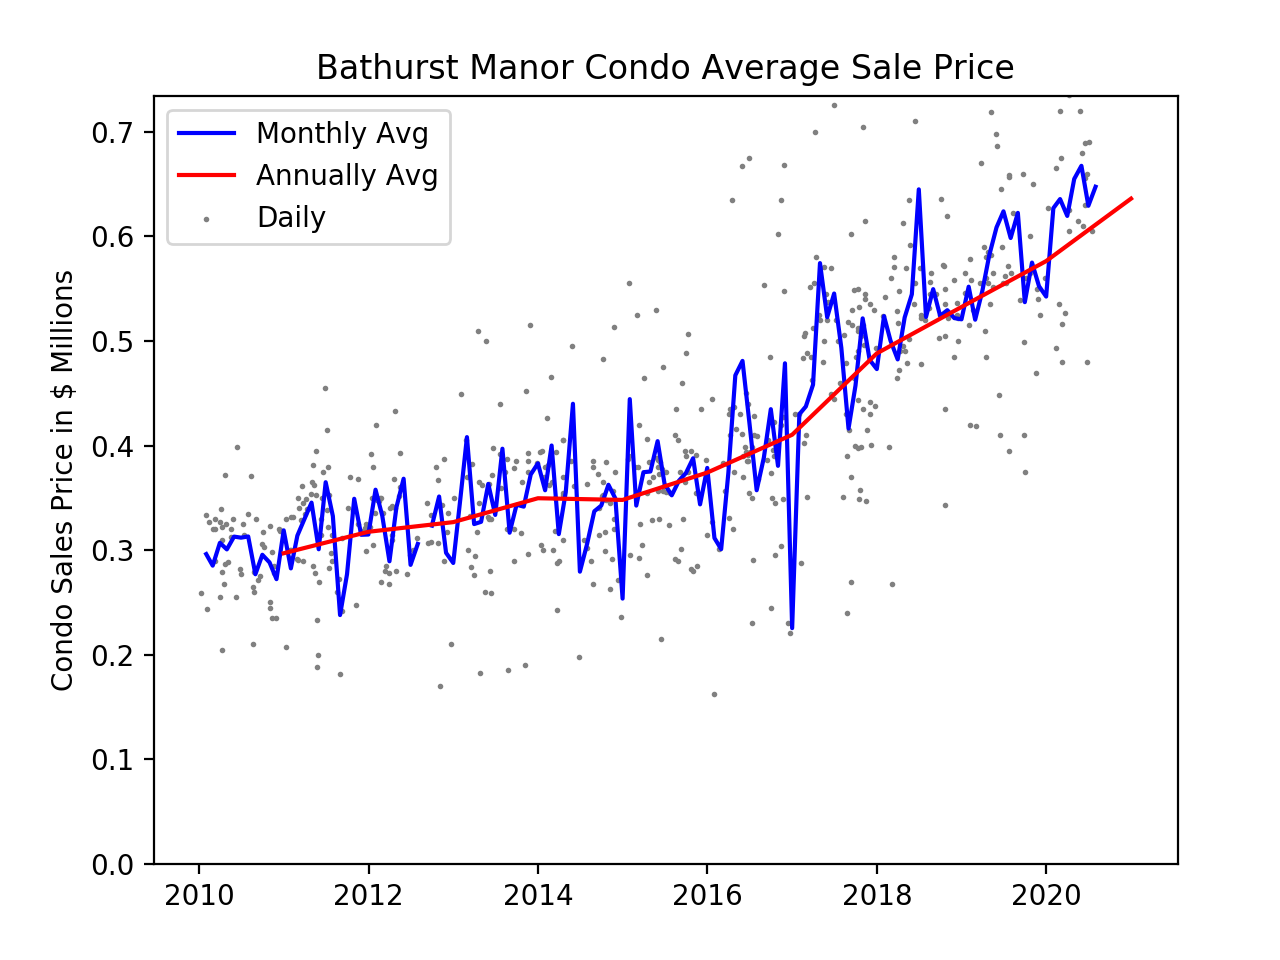 Bathurst Manor Condo Average Sale Price
Monthly Avg
Annually Avg
Daily
Condo Sales Price in $ Millions
0.7
0.6
0.5
0.4
0.3
0.2
0.1
0.0
2010 2012 2014 2016 2018 2020